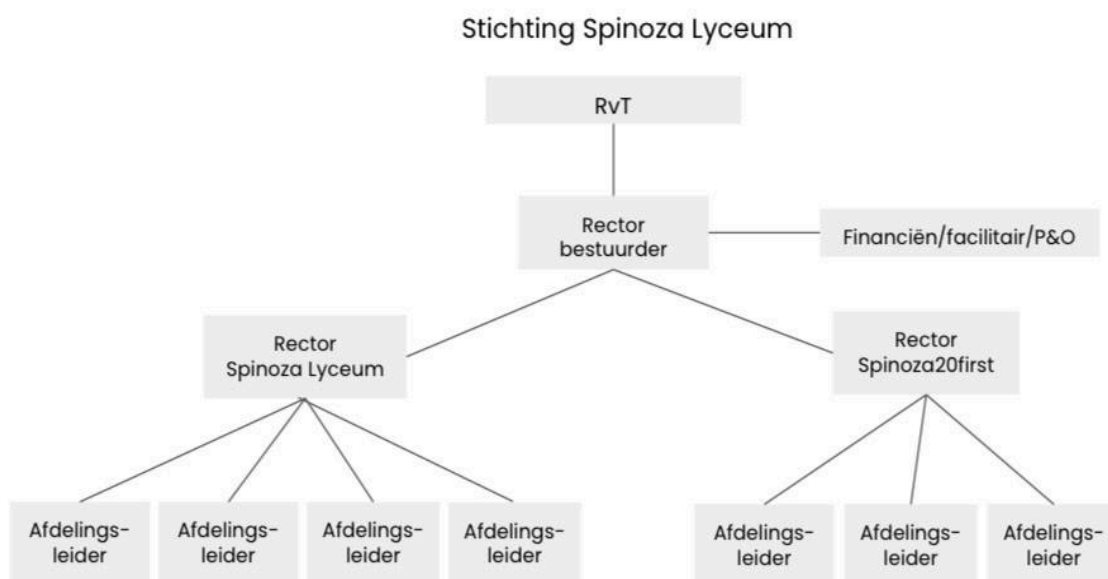 Stichting Spinoza Lyceum
RvT
Rector
bestuurder
Financiën/facilitair/P&O
Rector
Spinoza Lyceum
Rector
Spinoza20first
Afdelings-
leider
Afdelings-
leider
Afdelings-
leider
Afdelings-
leider
Afdelings-
leider
Afdelings-
leider
Afdelings-
leider